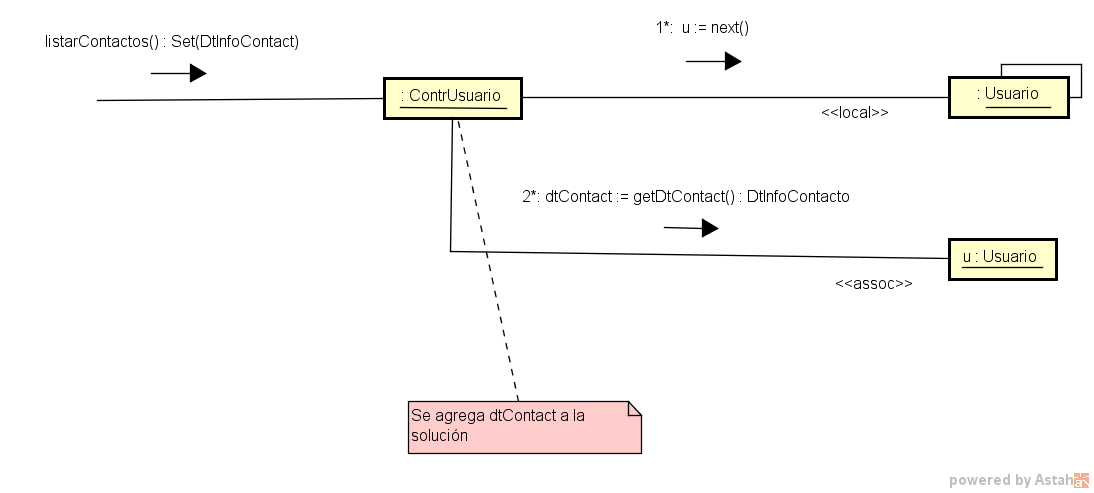 listarContactos() : Set(DtInfoContact)
1*: u := next()
: ContrUsuario
: Usuario
<<local>>
2*: dtContact := getDtContact() : DtInfoContacto
u : Usuario
<<assoc>>
Se agrega dtContact a la
solución
powered by Astah